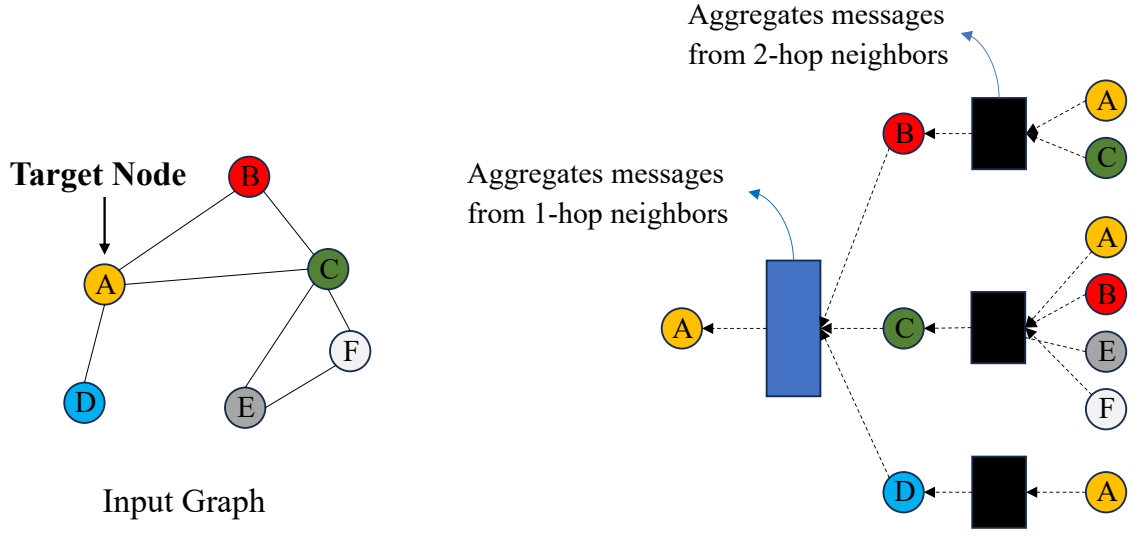 Target Node
B
C
A
F
D
E
Input Graph
Aggregates messages
from 2-hop neighbors
Aggregates messages
from 1-hop neighbors
A
B
C
D
A
C
A
B
E
F
A